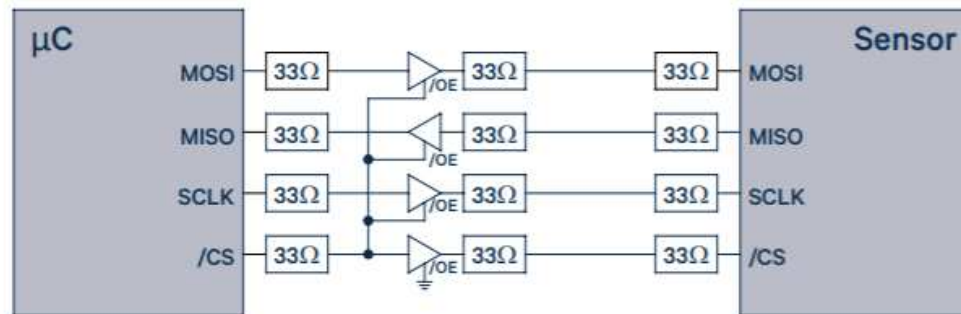 μC Sensor
MOSI 33Ω /OE 33Ω 33Ω MOSI
MISO 33Ω /OE 33Ω 33Ω MISO
SCLK 33Ω /OE 33Ω 33Ω SCLK
/CS 33Ω /OE 33Ω 33Ω /CS